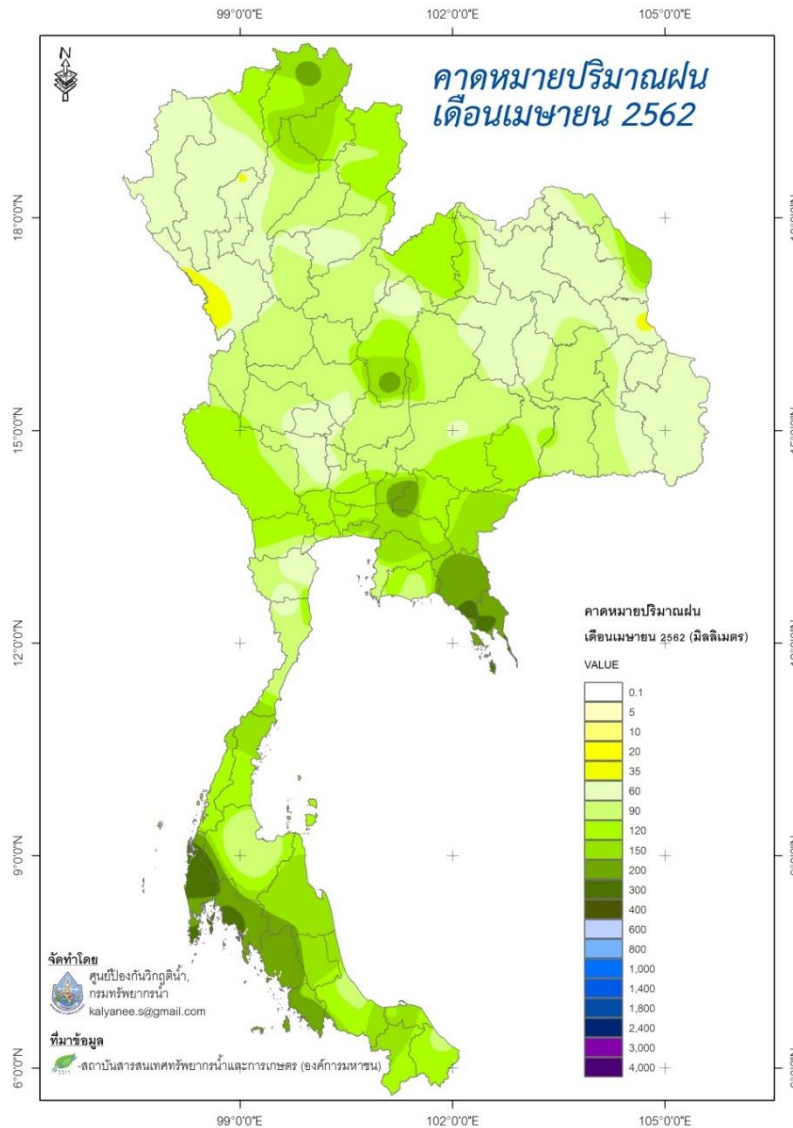 99°0'0"E 102°0'0"E 105°0'0"E
N
คาดหมายปริมาณฝน
เดือนเมษายน 2562
18°0'0"N
15°0'0"N
12°0'0"N
9°0'0"N
6°0'0"N
คาดหมายปริมาณฝน
เดือนเมษายน 2562 (มิลลิเมตร)
VALUE
0.1
5
10
20
35
60
90
120
150
200
300
400
600
800
1,000
1,400
1,800
2,400
3,000
4,000
จัดทำโดย
ศูนย์ป้องกันวิกฤติน้ำ,
กรมทรัพยากรน้ำ
kalyanee.s@gmail.com
ที่มาข้อมูล
-สถาบันสารสนเทศทรัพยากรน้ำและการเกษตร (องค์การมหาชน)
99°0'0"E 102°0'0"E 105°0'0"E